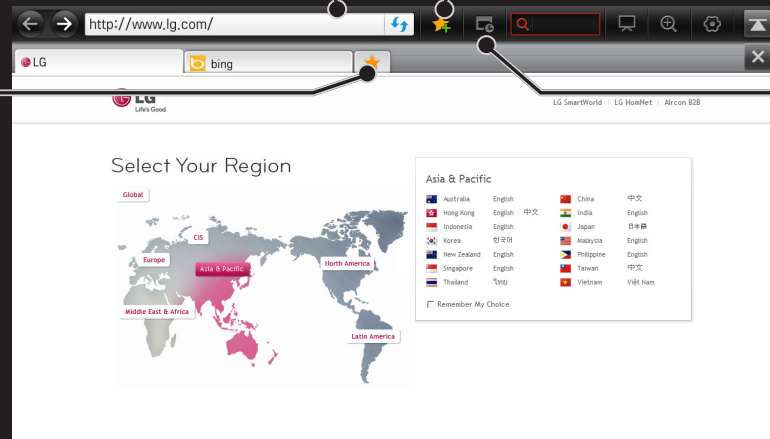 http://www.lg.com/
LG
bing
LG
Life's Good
LG SmartWorld | LG HomNet | Aircon B2B
Select Your Region
Global
CIS
Europe
Asia & Pacific
North America
Middle East & Africa
Latin America
Asia & Pacific
Australia English China 中文
Hong Kong English 中文 India English
Indonesia English Japan 日本語
Korea 한국어 Malaysia English
New Zealand English Philippine English
Singapore English Taiwan 中文
Thailand ไทย Vietnam Việt Nam
Remember My Choice